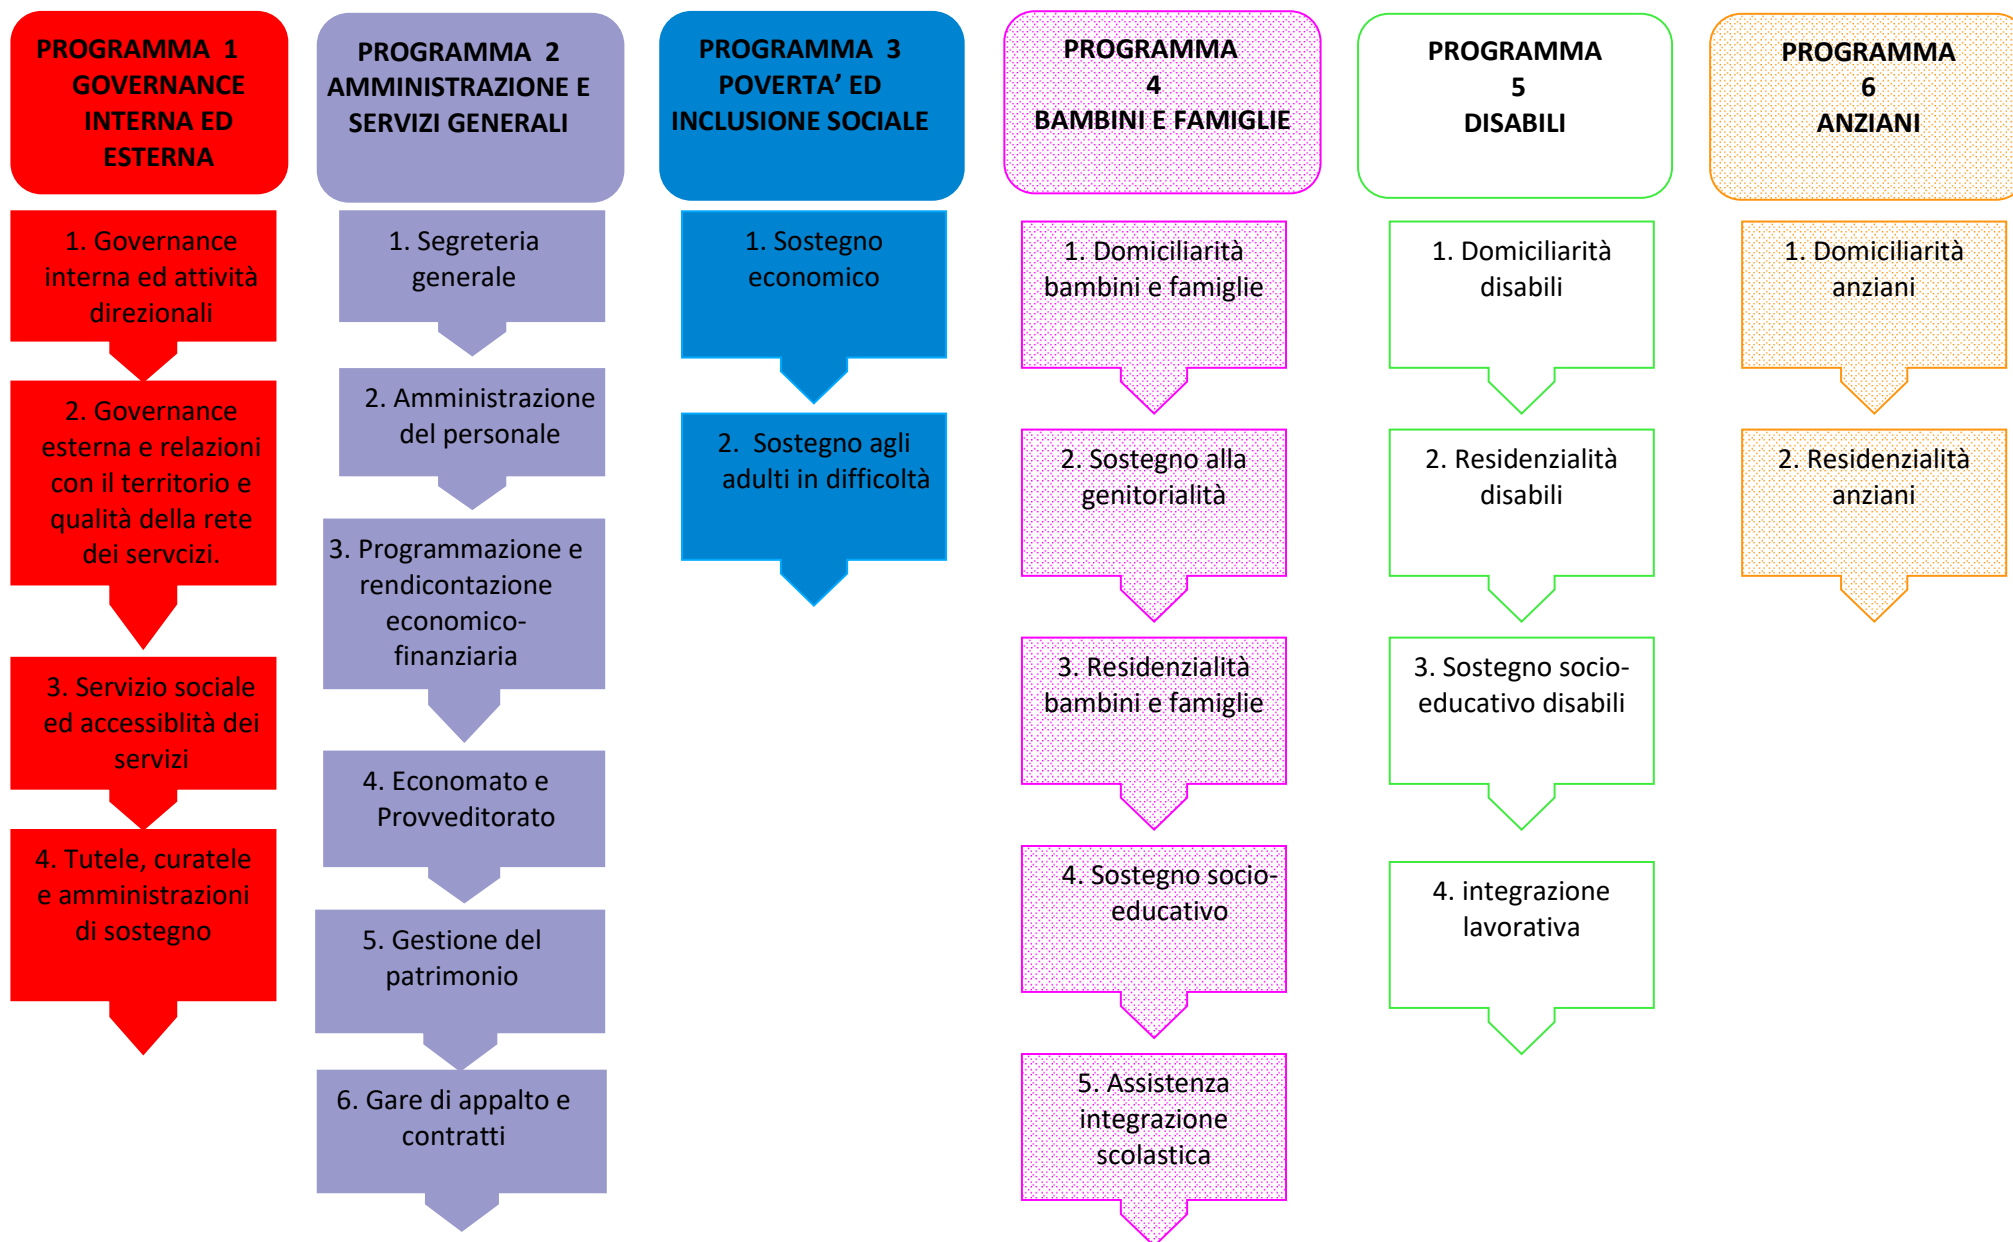 PROGRAMMA 1
GOVERNANCE
INTERNA ED
ESTERNA
1. Governance
interna ed attività
direzionali
2. Governance
esterna e relazioni
con il territorio e
qualità della rete
dei servcizi.
3. Servizio sociale
ed accessiblità dei
servizi
4. Tutele, curatele
e amministrazioni
di sostegno
PROGRAMMA 2
AMMINISTRAZIONE E
SERVIZI GENERALI
1. Segreteria
generale
2. Amministrazione
del personale
3. Programmazione e
rendicontazione
economico-
finanziaria
4. Economato e
Provveditorato
5. Gestione del
patrimonio
6. Gare di appalto e
contratti
PROGRAMMA 3
POVERTA’ ED
INCLUSIONE SOCIALE
1. Sostegno
economico
2. Sostegno agli
adulti in difficoltà
PROGRAMMA
4
BAMBINI E FAMIGLIE
1. Domiciliarità
bambini e famiglie
2. Sostegno alla
genitorialità
3. Residenzialità
bambini e famiglie
4. Sostegno socio-
educativo
5. Assistenza
integrazione
scolastica
PROGRAMMA
5
DISABILI
1. Domiciliarità
disabili
2. Residenzialità
disabili
3. Sostegno socio-
educativo disabili
4. integrazione
lavorativa
PROGRAMMA
6
ANZIANI
1. Domiciliarità
anziani
2. Residenzialità
anziani